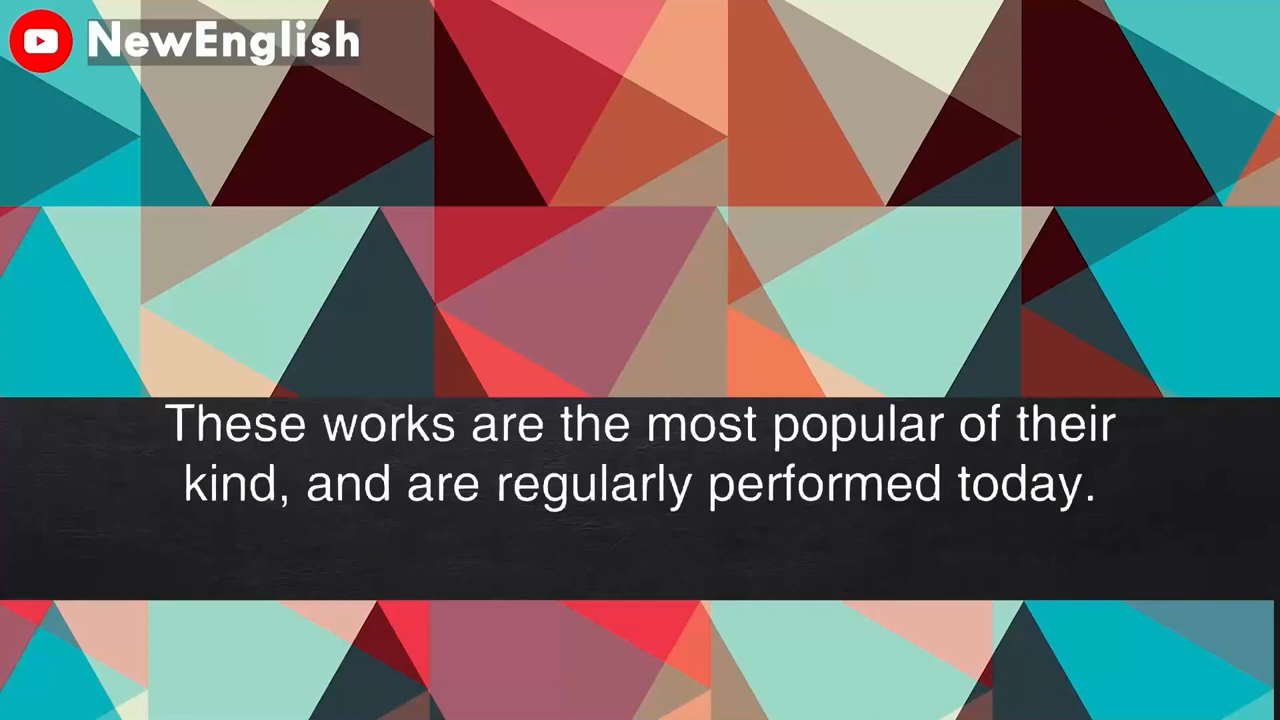 NewEnglish
These works are the most popular of their
kind, and are regularly performed today.